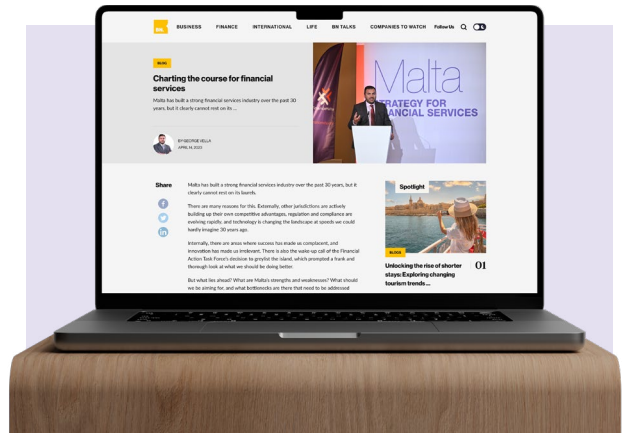 BN.
BUSINESS FINANCE INTERNATIONAL LIFE BN TALKS COMPANIES TO WATCH Follow Us
BLOG
Charting the course for financial
services
Malta has built a strong financial services industry over the past 30
years, but it clearly cannot rest on its ...
BY GEORGE VELLA
APRIL 14, 2023
Malta
STRATEGY FOR
FINANCIAL SERVICES
Share
Malta has built a strong financial services industry over the past 30 years, but it
clearly cannot rest on its laurels.
There are many reasons for this. Externally, other jurisdictions are actively
building up their own competitive advantages, regulation and compliance are
evolving rapidly, and technology is changing the landscape at speeds we could
hardly imagine 30 years ago.
Internally, there are areas where success has made us complacent, and
innovation has made us irrelevant. There is also the wake-up call of the Financial
Action Task Force's decision to greylist the island, which prompted a frank and
thorough look at what we should be doing better.
But what lies ahead? What are Malta's strengths and weaknesses? What should
we be aiming for, and what bottlenecks are there that need to be addressed
Spotlight
BLOGS
Unlocking the rise of shorter
stays: Exploring changing
tourism trends ...
01